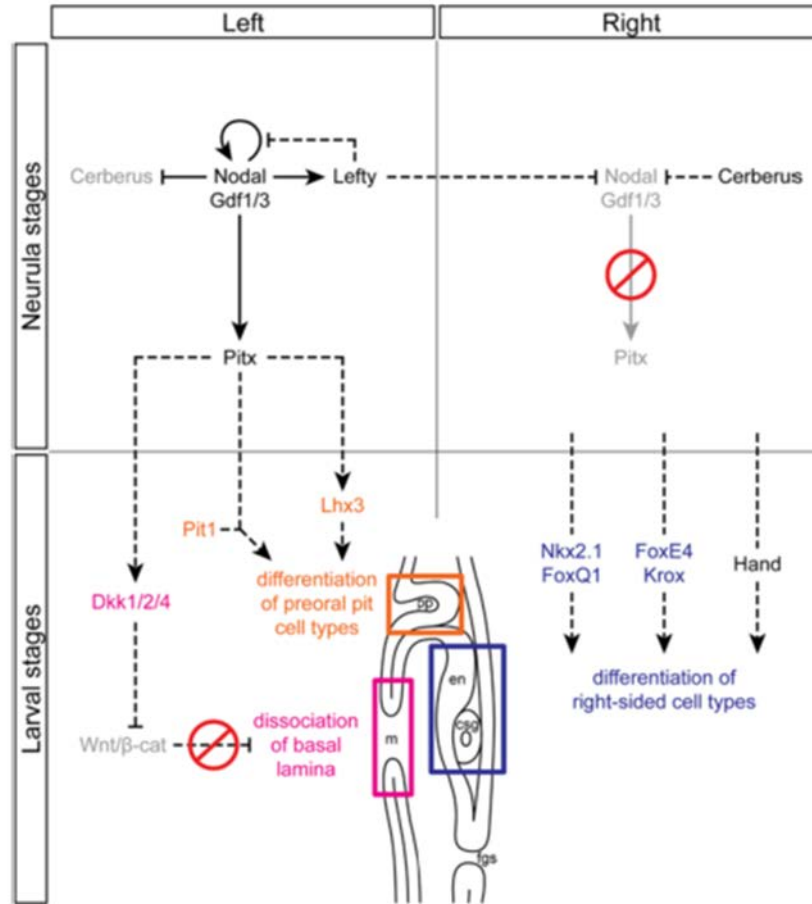 Left
Right
Neurula stages
Cerberus
Nodal
Gdf1/3
Lefty
Nodal
Gdf1/3
Cerberus
Pitx
Pitx
Larval stages
Lhx3
Pit1
differentiation
of preoral pit
cell types
Dkk1/2/4
Wnt/β-cat
dissociation
of basal
lamina
pp
en
csg
m
fgs
Nkx2.1
FoxQ1
FoxE4
Krox
Hand
differentiation of
right-sided cell types